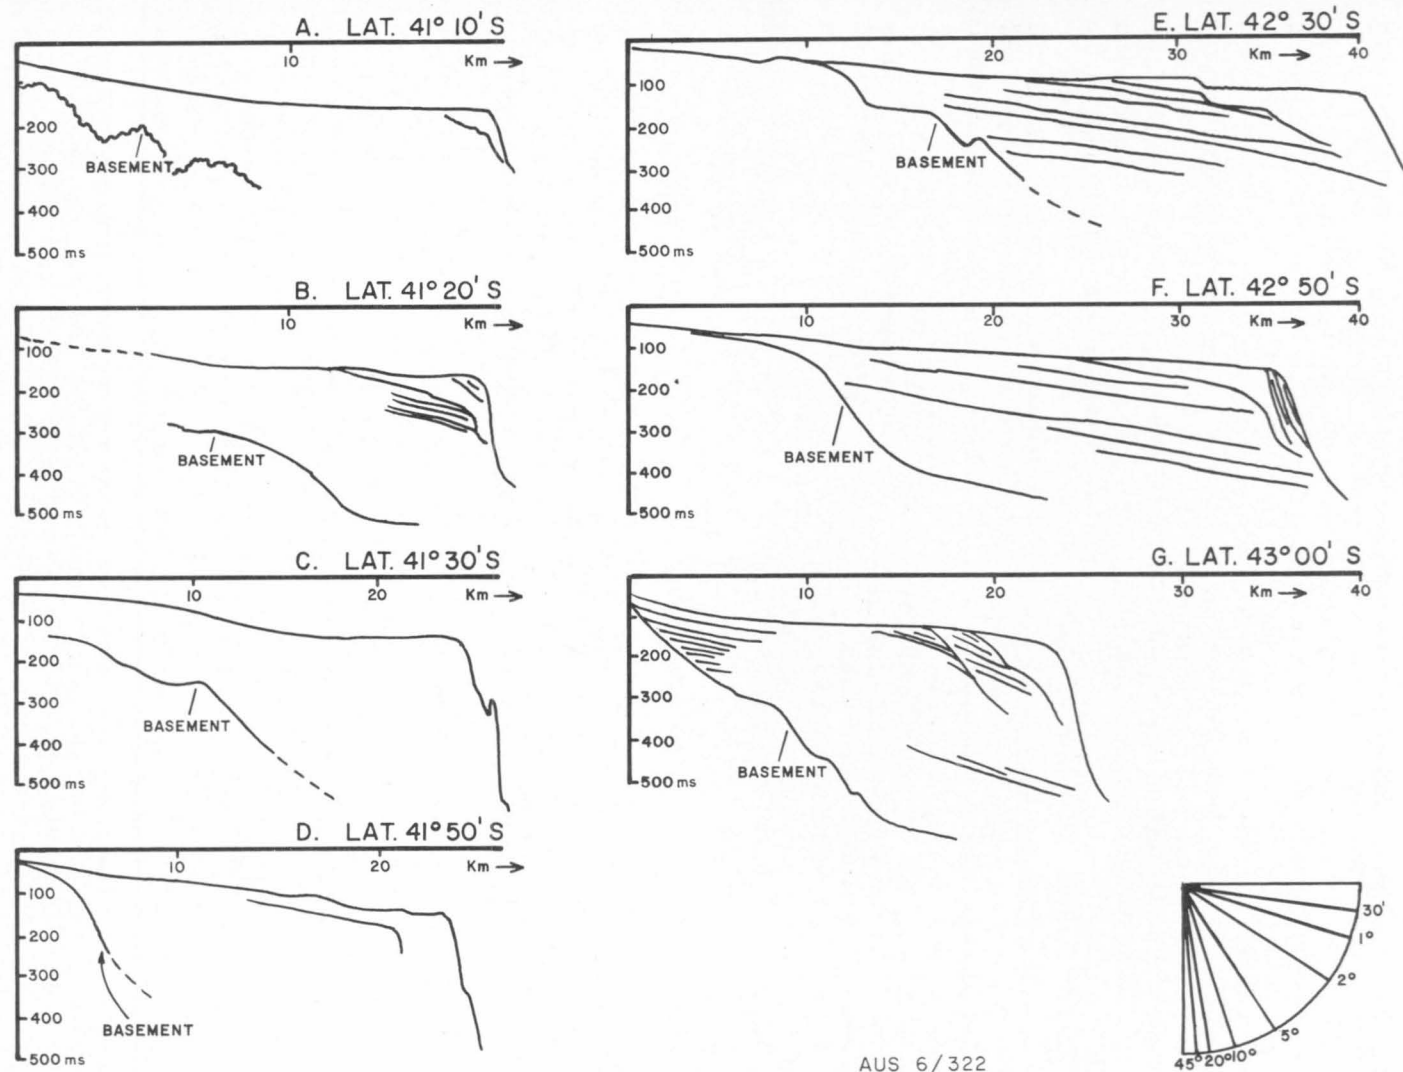 A. LAT. 41° 10' S
10
Km →
100
200
300
400
500 ms
BASEMENT
B. LAT. 41° 20' S
10
Km →
100
200
300
400
500 ms
BASEMENT
C. LAT. 41° 30' S
10
20
Km →
100
200
300
400
500 ms
BASEMENT
D. LAT. 41° 50' S
10
20
Km →
100
200
300
400
500 ms
BASEMENT
E. LAT. 42° 30' S
10
20
30
40
Km →
100
200
300
400
500 ms
BASEMENT
F. LAT. 42° 50' S
10
20
30
40
Km →
100
200
300
400
500 ms
BASEMENT
G. LAT. 43° 00' S
10
20
30
40
Km →
200
300
400
500 ms
BASEMENT
30'
1°
2°
5°
45° 20° 10°
AUS 6/322